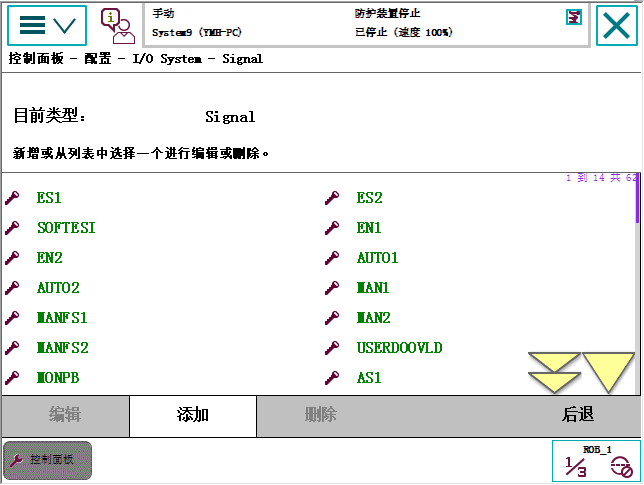 手动 防护装置停止
System9 (YMH-PC) 已停止 (速度 100%)
控制面板 - 配置 - I/O System - Signal
目前类型: Signal
新增或从列表中选择一个进行编辑或删除。
1 到 14 共 62
ES1 ES2
SOFTESI EN1
EN2 AUTO1
AUTO2 MAN1
MANFS1 MAN2
MANFS2 USERDOOVLD
MONPB AS1
编辑 添加 删除 后退
控制面板 ROB_1
1/3